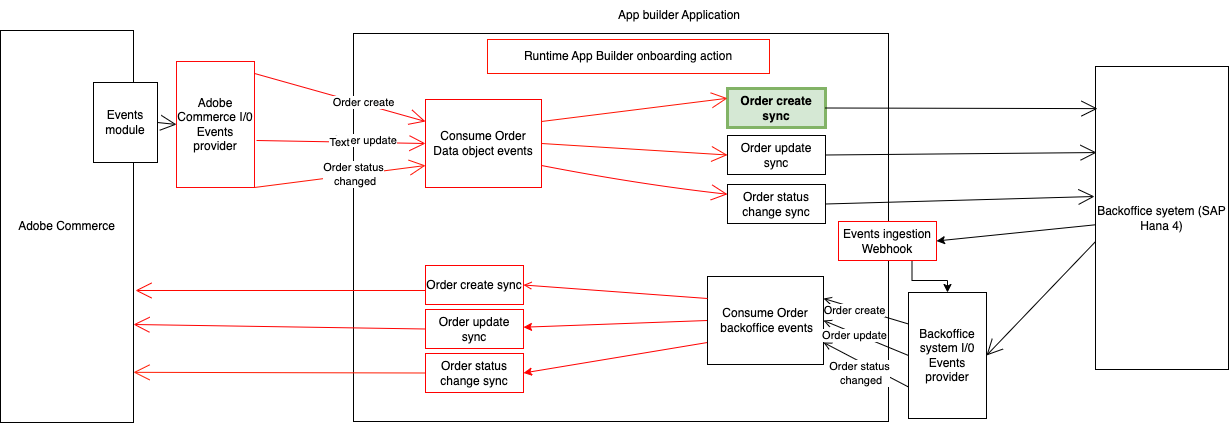 App builder Application
Runtime App Builder onboarding action
Events
module
Adobe
Commerce I/0
Events
provider
Order create
Texter update
Order status
changed
Consume Order
Data object events
Order create
sync
Order update
sync
Order status
change sync
Adobe Commerce
Backoffice syetem (SAP
Hana 4)
Events ingestion
Webhook
Order create sync
Order update
sync
Order status
change sync
Consume Order
backoffice events
Order create
Order update
Order status
changed
Backoffice
system I/0
Events
provider